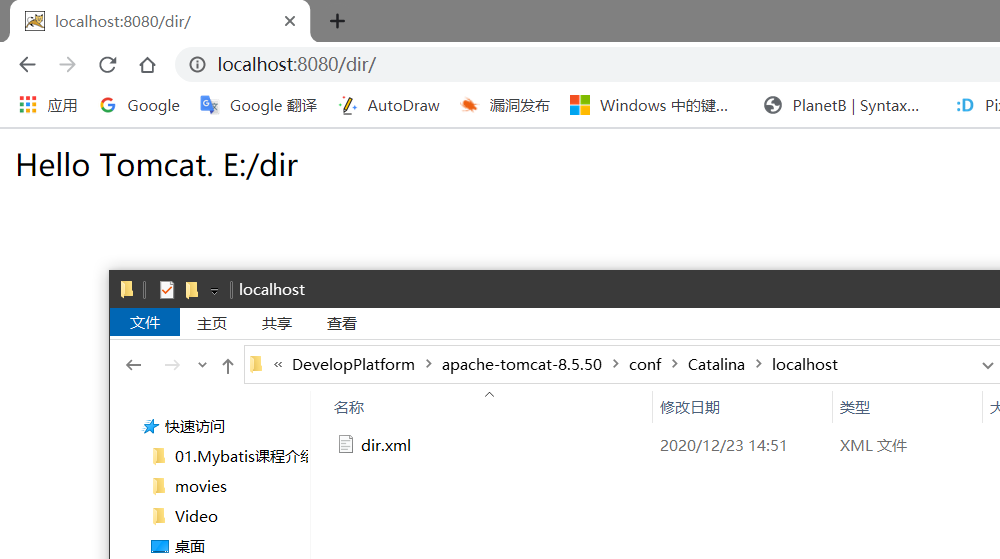 localhost:8080/dir/
localhost:8080/dir/
应用 Google Google 翻译 AutoDraw 漏洞发布 Windows 中的键... PlanetB | Syntax... :D Pix
Hello Tomcat. E:/dir
localhost
文件 主页 共享 查看
« DevelopPlatform > apache-tomcat-8.5.50 > conf > Catalina > localhost
名称 修改日期 类型
快速访问
dir.xml 2020/12/23 14:51 XML 文件
01.Mybatis课程介绍
movies
Video
桌面